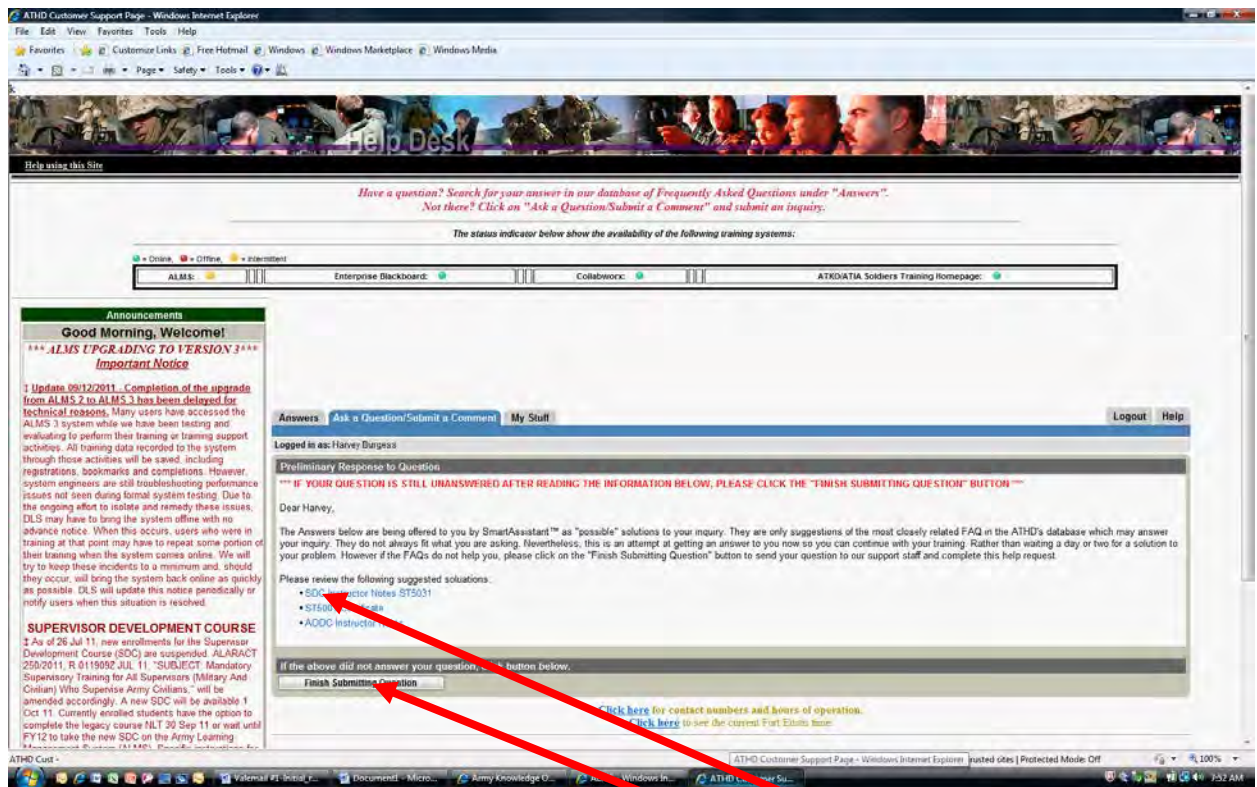 ATHD Customer Support Page - Windows Internet Explorer
File Edit View Favorites Tools Help
Favorites Customize Links Free Hotmail Windows Windows Marketplace Windows Media
Page Safety Tools
k
Help Desk
Help using this Site
Have a question? Search for your answer in our database of Frequently Asked Questions under "Answers".
Not there? Click on "Ask a Question/Submit a Comment" and submit an inquiry.
The status indicator below show the availability of the following training systems:
= Online, = Offline, = Intermittent
ALMS: Enterprise Blackboard: Collabworx: ATKO/ATIA Soldiers Training Homepage:
Announcements
Good Morning, Welcome!
*** ALMS UPGRADING TO VERSION 3***
Important Notice
‡ Update 09/12/2011 - Completion of the upgrade
from ALMS 2 to ALMS 3 has been delayed for
technical reasons. Many users have accessed the
ALMS 3 system while we have been testing and
evaluating to perform their training or training support
activities. All training data recorded to the system
through those activities will be saved, including
registrations, bookmarks and completions. However,
system engineers are still troubleshooting performance
issues not seen during formal system testing. Due to
the ongoing effort to isolate and remedy these issues,
DLS may have to bring the system offline with no
advance notice. When this occurs, users who were in
training at that point may have to repeat some portion of
their training when the system comes online. We will
try to keep these incidents to a minimum and, should
they occur, will bring the system back online as quickly
as possible. DLS will update this notice periodically or
notify users when this situation is resolved.
SUPERVISOR DEVELOPMENT COURSE
‡ As of 26 Jul 11, new enrollments for the Supervisor
Development Course (SDC) are suspended. ALARACT
250/2011, R 011909Z JUL 11, "SUBJECT: Mandatory
Supervisory Training for All Supervisors (Military And
Civilian) Who Supervise Army Civilians," will be
amended accordingly. A new SDC will be available 1
Oct 11. Currently enrolled students have the option to
complete the legacy course NLT 30 Sep 11 or wait until
FY12 to take the new SDC on the Army Learning
Management System (ALMS). Specific instructions for
Answers Ask a Question/Submit a Comment My Stuff Logout Help
Logged in as: Harvey Burgess
Preliminary Response to Question
*** IF YOUR QUESTION IS STILL UNANSWERED AFTER READING THE INFORMATION BELOW, PLEASE CLICK THE "FINISH SUBMITTING QUESTION" BUTTON ***
Dear Harvey,
The Answers below are being offered to you by SmartAssistant™ as "possible" solutions to your inquiry. They are only suggestions of the most closely related FAQ in the ATHD's database which may answer
your inquiry. They do not always fit what you are asking. Nevertheless, this is an attempt at getting an answer to you now so you can continue with your training. Rather than waiting a day or two for a solution to
your problem. However if the FAQs do not help you, please click on the "Finish Submitting Question" button to send your question to our support staff and complete this help request.
Please review the following suggested soluations:
• SDC Instructor Notes ST5031
•
• AODC Instructor
If the above did not answer your question, click button below.
Finish Submitting Question
Click here for contact numbers and hours of operation.
Click here to see the current Fort Eustis time.
ATHD Cust -
ATHD Customer Support Page - Windows Internet Explorer rusted sites | Protected Mode: Off 100%
Valemail #1-Initial_r... Document1 - Micro... Army Knowledge O... Windows In... ATHD Customer Su... 7:52 AM